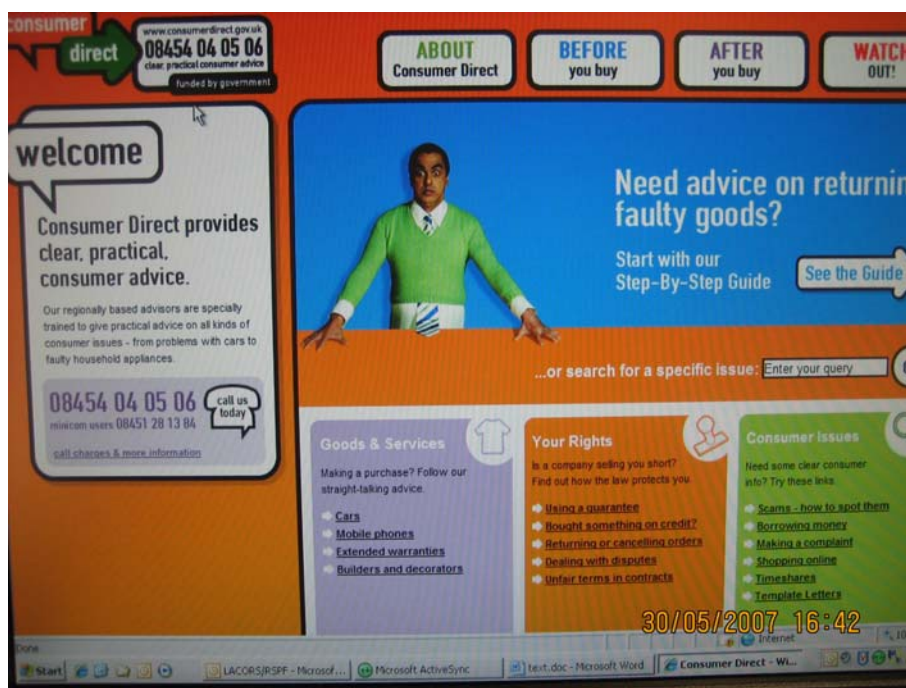 consumer
direct
www.consumerdirect.gov.uk
08454 04 05 06
clear, practical consumer advice
funded by government
ABOUT
Consumer Direct
BEFORE
you buy
AFTER
you buy
WATCH
OUT!
welcome
Consumer Direct provides
clear, practical,
consumer advice.
Our regionally based advisors are specially
trained to give practical advice on all kinds of
consumer issues - from problems with cars to
faulty household appliances.
08454 04 05 06
call us
today
minicom users 08451 28 13 84
call charges & more information
Need advice on returnin
faulty goods?
Start with our
Step-By-Step Guide
See the Guide
...or search for a specific issue:
Enter your query
Goods & Services
Making a purchase? Follow our
straight-talking advice.
Cars
Mobile phones
Extended warranties
Builders and decorators
Your Rights
Is a company selling you short?
Find out how the law protects you.
Using a guarantee
Bought something on credit?
Returning or cancelling orders
Dealing with disputes
Unfair terms in contracts
Consumer Issues
Need some clear consumer
info? Try these links.
Scams - how to spot them
Borrowing money
Making a complaint
Shopping online
Timeshares
Template Letters
30/05/2007 16:42
Done
Internet
10
Start
LACORS/RSPF - Microsof...
Microsoft ActiveSync
text.doc - Microsoft Word
Consumer Direct - Wi...